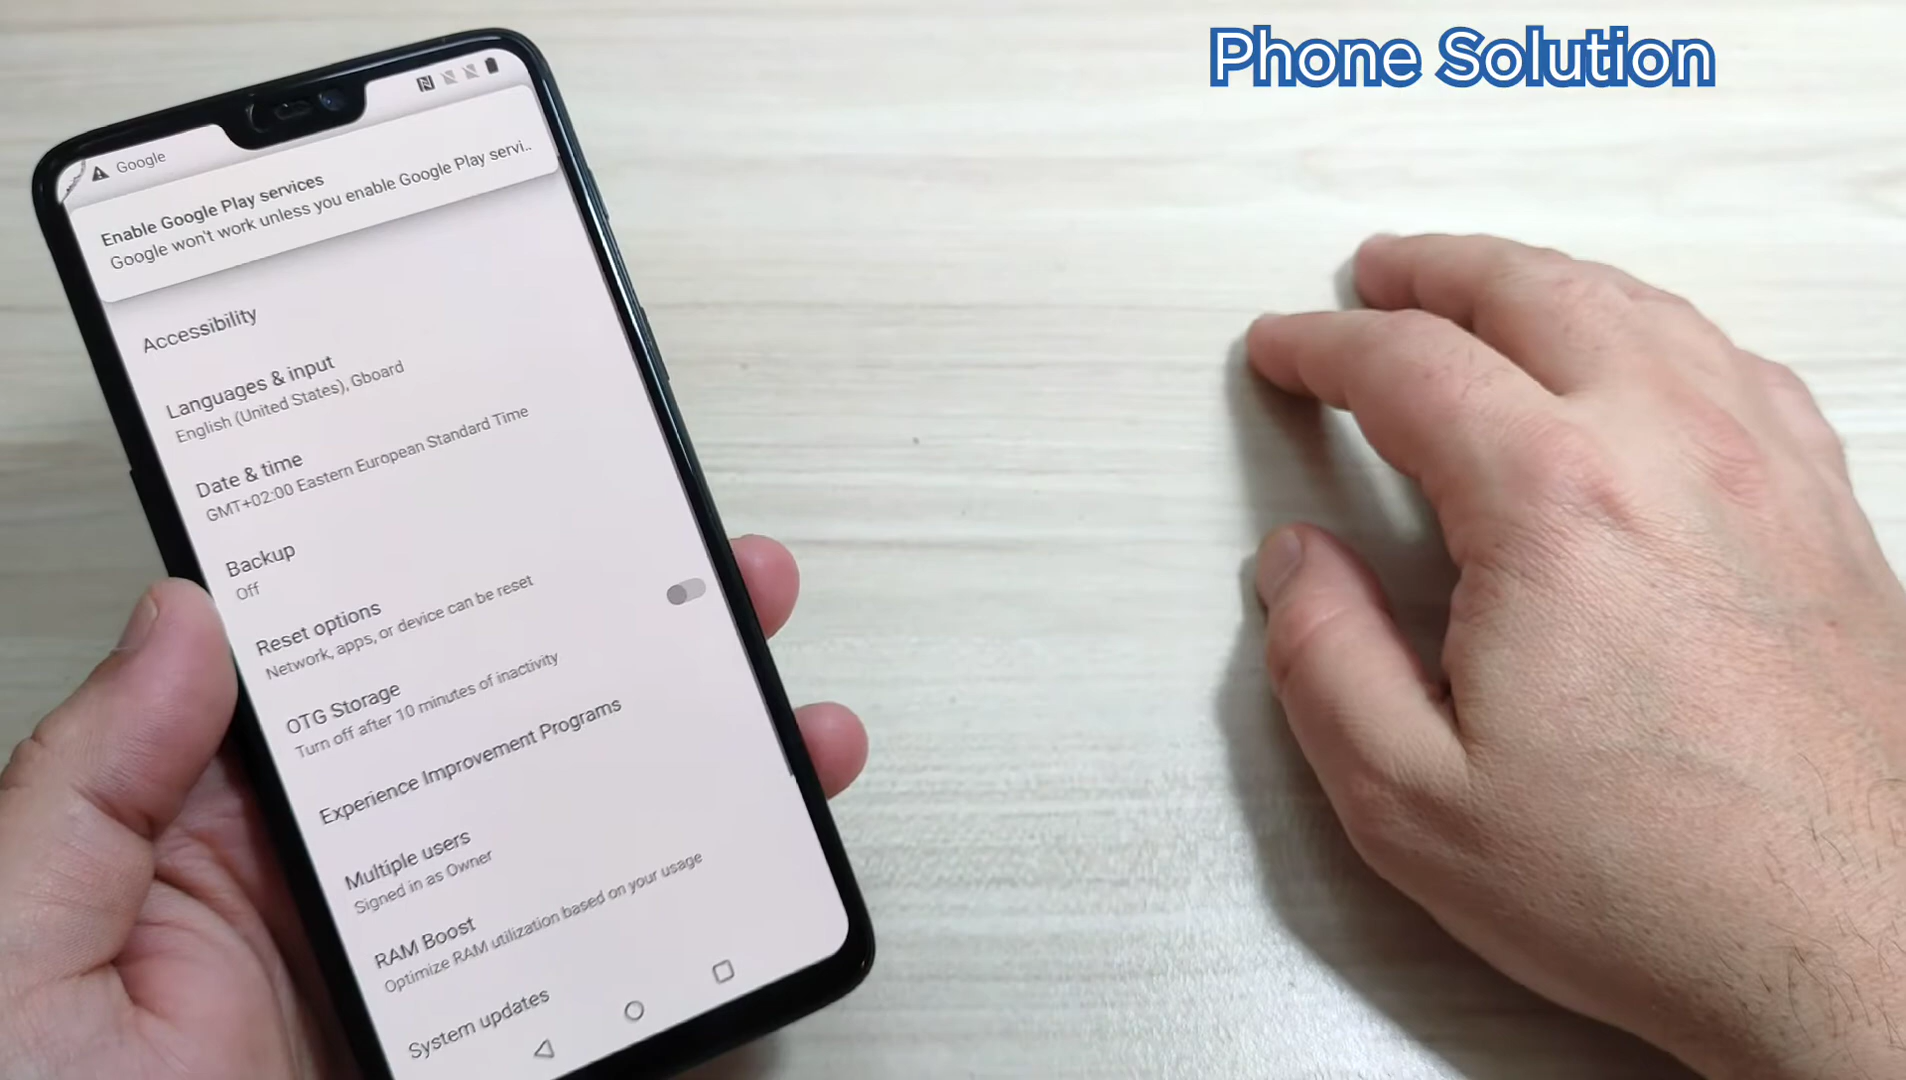 Phone Solution
Google
Enable Google Play services
Google won't work unless you enable Google Play servi..
Accessibility
Languages & input
English (United States), Gboard
Date & time
GMT+02:00 Eastern European Standard Time
Backup
Off
Reset options
Network, apps, or device can be reset
OTG Storage
Turn off after 10 minutes of inactivity
Experience Improvement Programs
Multiple users
Signed in as Owner
RAM Boost
Optimize RAM utilization based on your usage
System updates